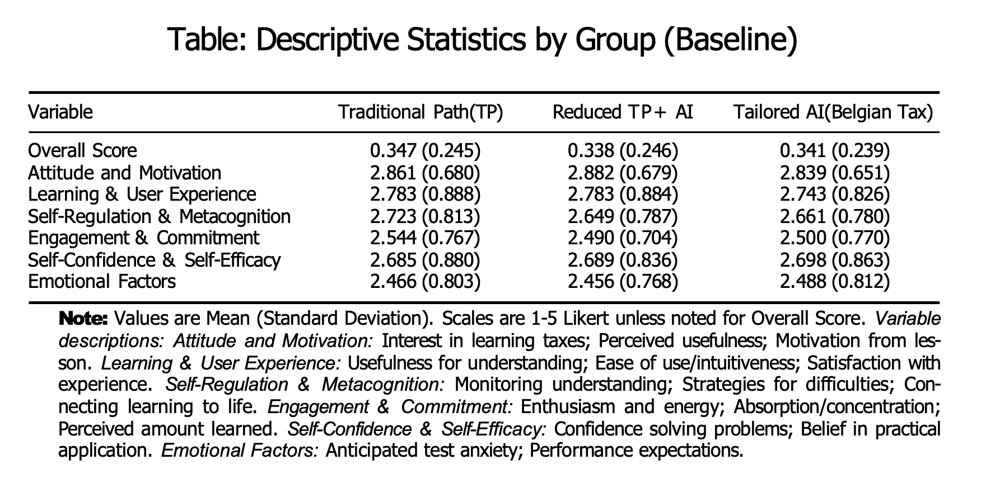 Table: Descriptive Statistics by Group (Baseline)
Variable Traditional Path(TP) Reduced TP+ AI Tailored AI(Belgian Tax)
Overall Score 0.347 (0.245) 0.338 (0.246) 0.341 (0.239)
Attitude and Motivation 2.861 (0.680) 2.882 (0.679) 2.839 (0.651)
Learning & User Experience 2.783 (0.888) 2.783 (0.884) 2.743 (0.826)
Self-Regulation & Metacognition 2.723 (0.813) 2.649 (0.787) 2.661 (0.780)
Engagement & Commitment 2.544 (0.767) 2.490 (0.704) 2.500 (0.770)
Self-Confidence & Self-Efficacy 2.685 (0.880) 2.689 (0.836) 2.698 (0.863)
Emotional Factors 2.466 (0.803) 2.456 (0.768) 2.488 (0.812)
Note: Values are Mean (Standard Deviation). Scales are 1-5 Likert unless noted for Overall Score. Variable
descriptions: Attitude and Motivation: Interest in learning taxes; Perceived usefulness; Motivation from les-
son. Learning & User Experience: Usefulness for understanding; Ease of use/intuitiveness; Satisfaction with
experience. Self-Regulation & Metacognition: Monitoring understanding; Strategies for difficulties; Con-
necting learning to life. Engagement & Commitment: Enthusiasm and energy; Absorption/concentration;
Perceived amount learned. Self-Confidence & Self-Efficacy: Confidence solving problems; Belief in practical
application. Emotional Factors: Anticipated test anxiety; Performance expectations.